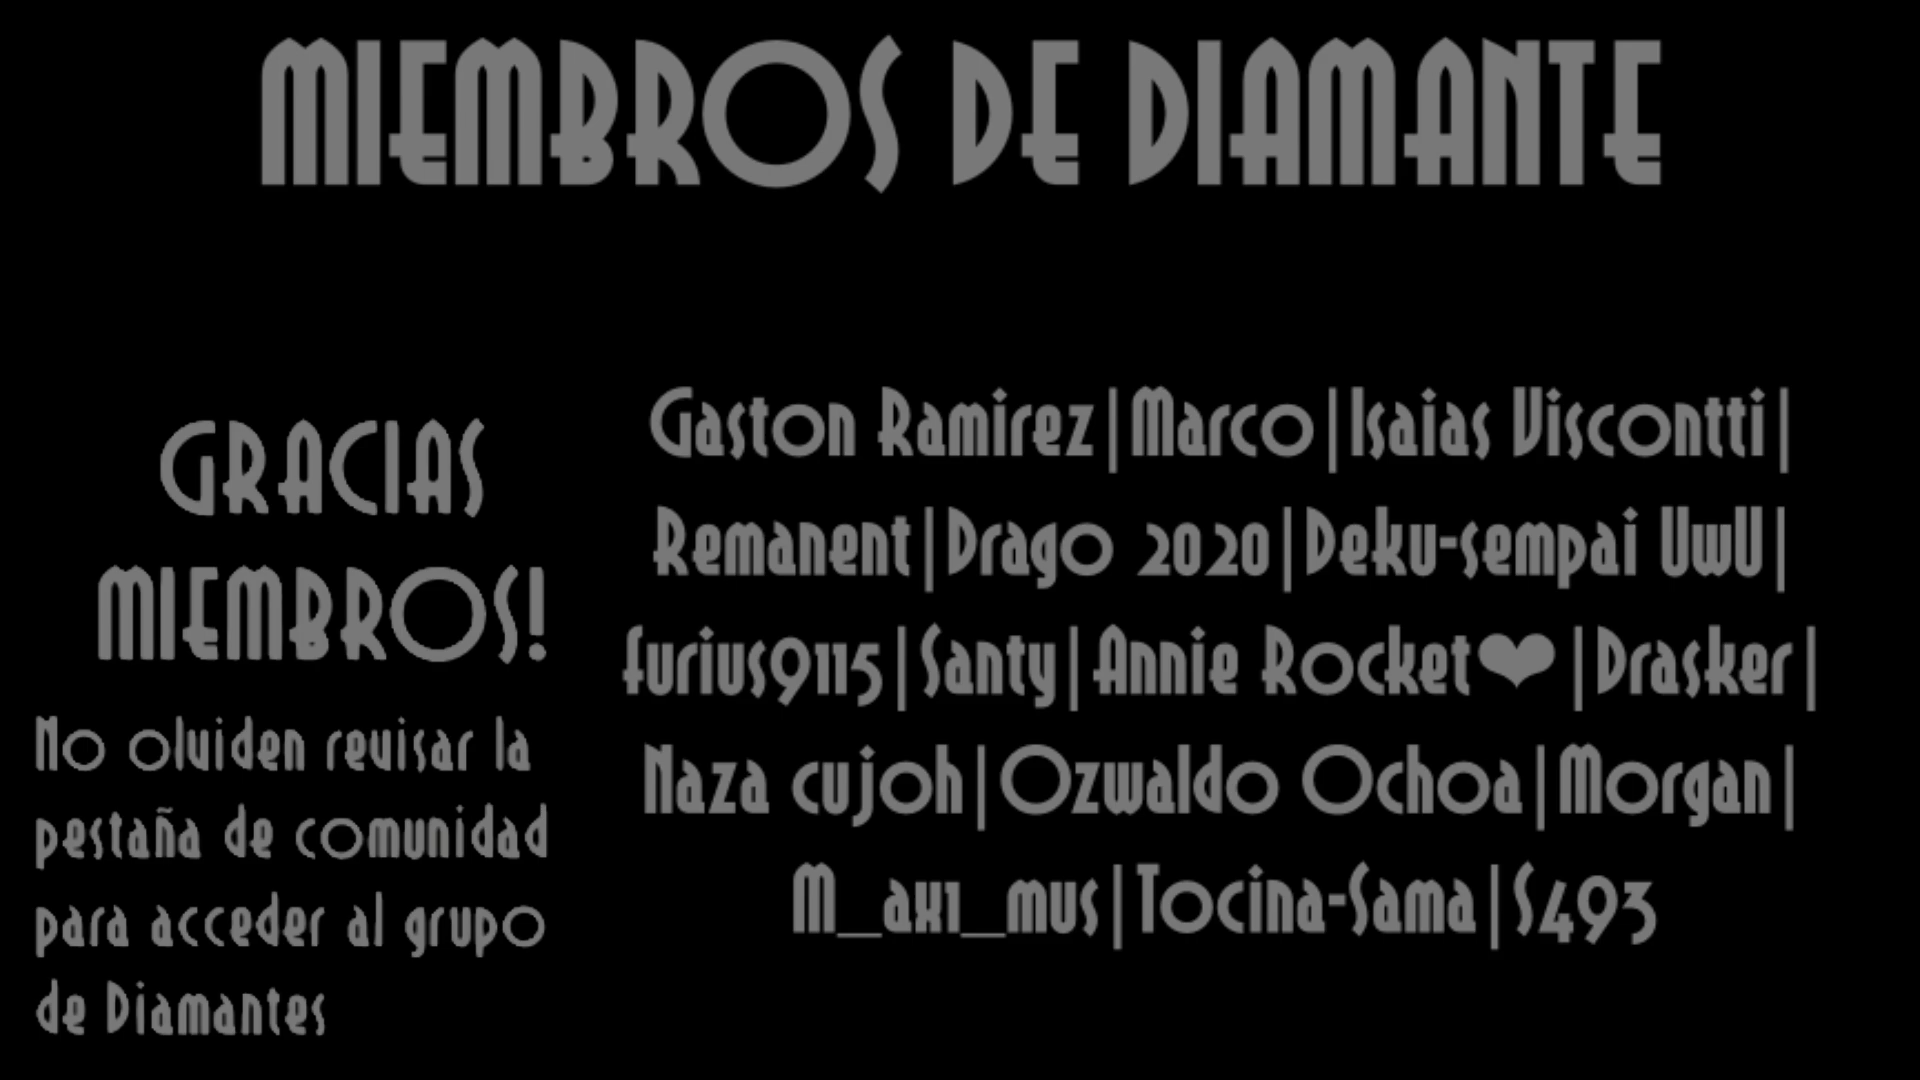 MIEMBROS DE DIAMANTE
GRACIAS
MIEMBROS!
No olviden revisar la
pestaña de comunidad
para acceder al grupo
de Diamantes
Gaston Ramirez|Marco|Isaias Viscontti|
Remanent|Drago 2020|Deku-sempai UwU|
furius9115|Santy|Annie Rocket❤|Drasker|
Naza cujoh|Ozwaldo Ochoa|Morgan|
M_ax1_mus|Tocina-Sama|S493